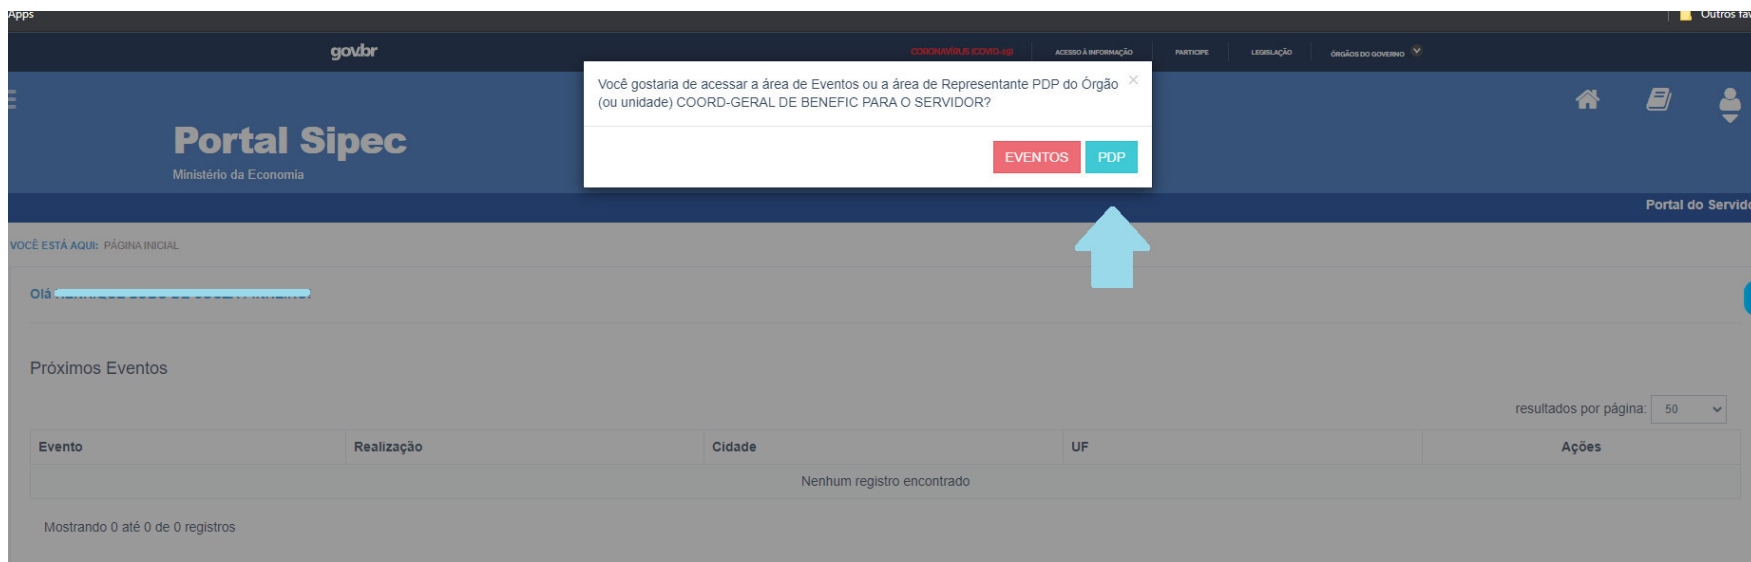 Apps
Outros fav
govbr
CORONAVÍRUS (COVID-19)
ACESSO À INFORMAÇÃO
PARTICIPE
LEGISLAÇÃO
ÓRGÃOS DO GOVERNO
Você gostaria de acessar a área de Eventos ou a área de Representante PDP do Órgão
(ou unidade) COORD-GERAL DE BENEFIC PARA O SERVIDOR?
×
EVENTOS
PDP
Portal Sipec
Ministério da Economia
Portal do Servido
VOCÊ ESTÁ AQUI: PÁGINA INICIAL
Olá
Próximos Eventos
resultados por página: 50
Evento Realização Cidade UF Ações
Nenhum registro encontrado
Mostrando 0 até 0 de 0 registros